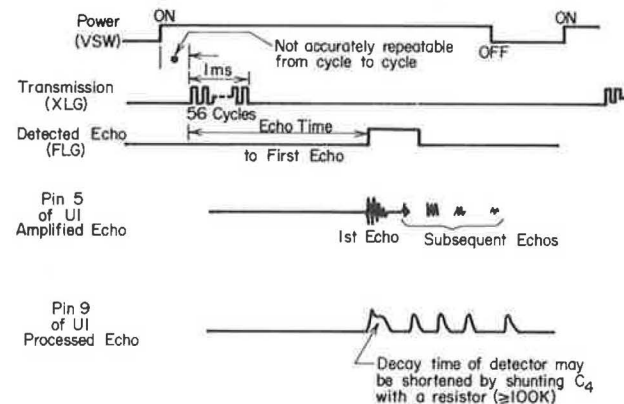 Power
(VSW)
ON
OFF
ON
Not accurately repeatable
from cycle to cycle
1ms
Transmission
(XLG)
56 Cycles
Echo Time
to First Echo
Detected Echo
(FLG)
Pin 5
of UI
Amplified Echo
1st Echo
Subsequent Echos
Pin 9
of UI
Processed Echo
Decay time of detector may
be shortened by shunting C4
with a resistor (≥100K)